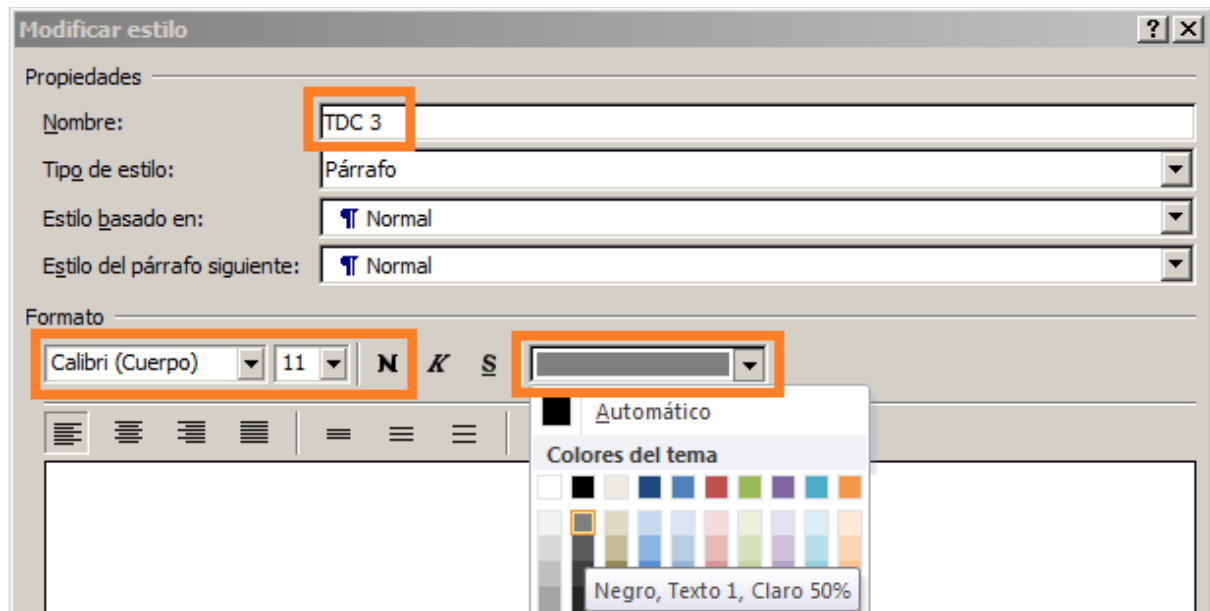 Modificar estilo ? X
Propiedades
Nombre: TDC 3
Tipo de estilo: Párrafo
Estilo basado en: ¶ Normal
Estilo del párrafo siguiente: ¶ Normal
Formato
Calibri (Cuerpo) 11 N K S
Automático
Colores del tema
Negro, Texto 1, Claro 50%